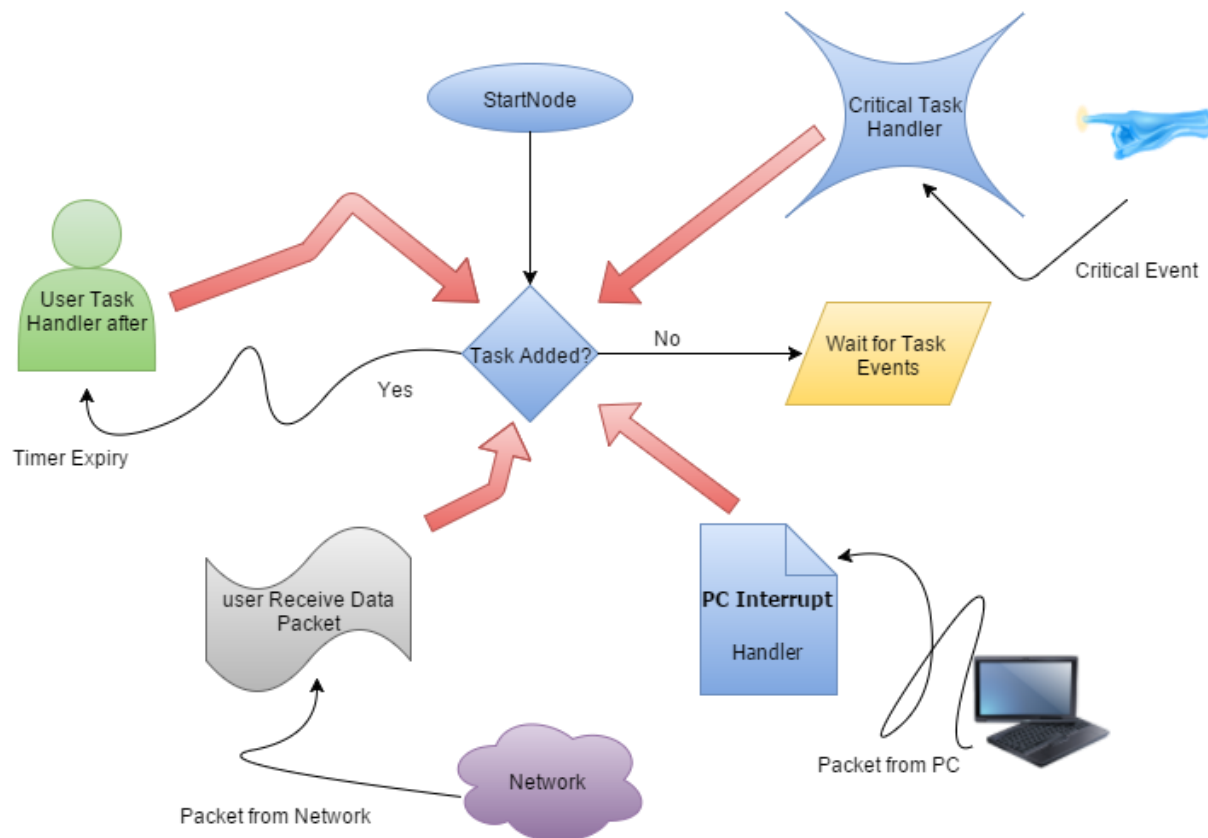 StartNode
Critical Task
Handler
Critical Event
User Task
Handler after
Task Added?
No
Wait for Task
Events
Yes
Timer Expiry
user Receive Data
Packet
PC Interrupt
Handler
Packet from PC
Network
Packet from Network